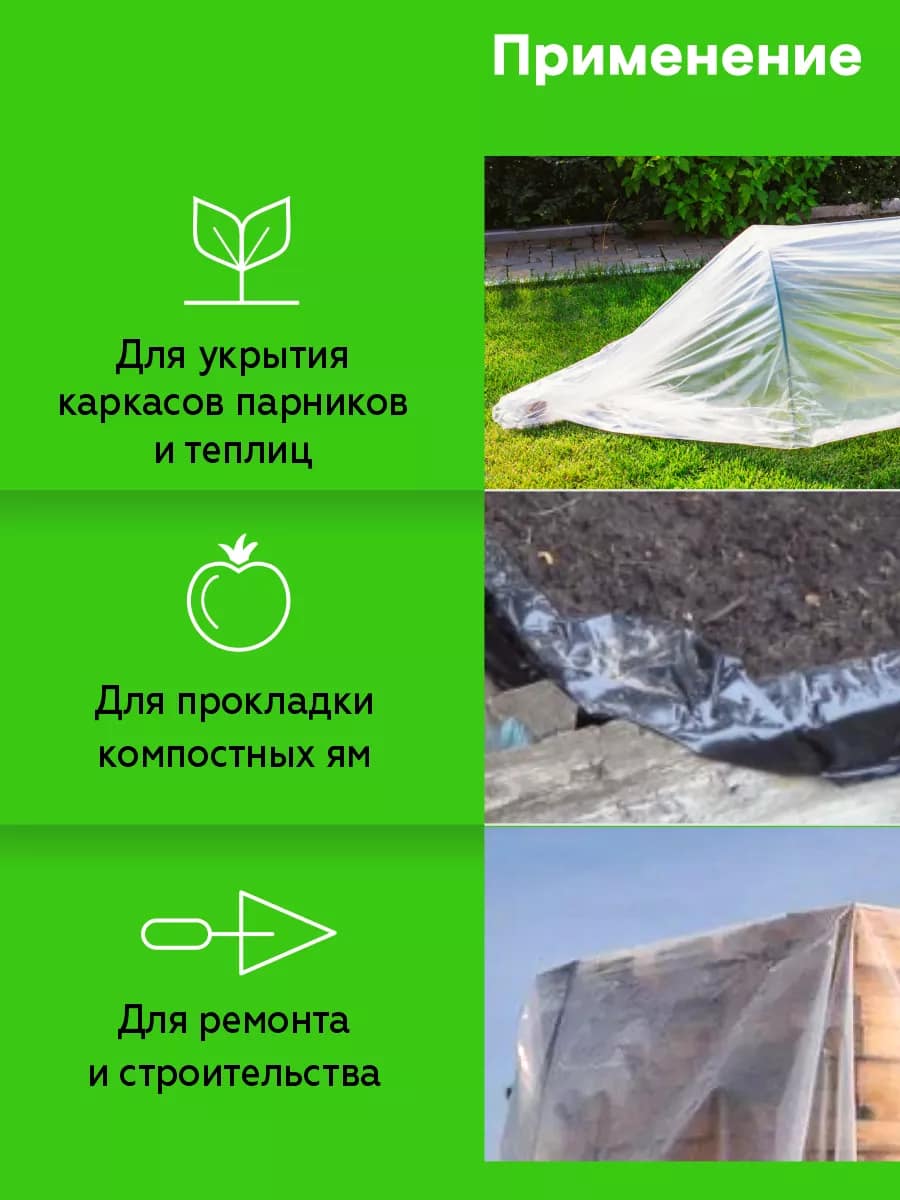 Применение
Для укрытия
каркасов парников
и теплиц
Для прокладки
компостных ям
Для ремонта
и строительства